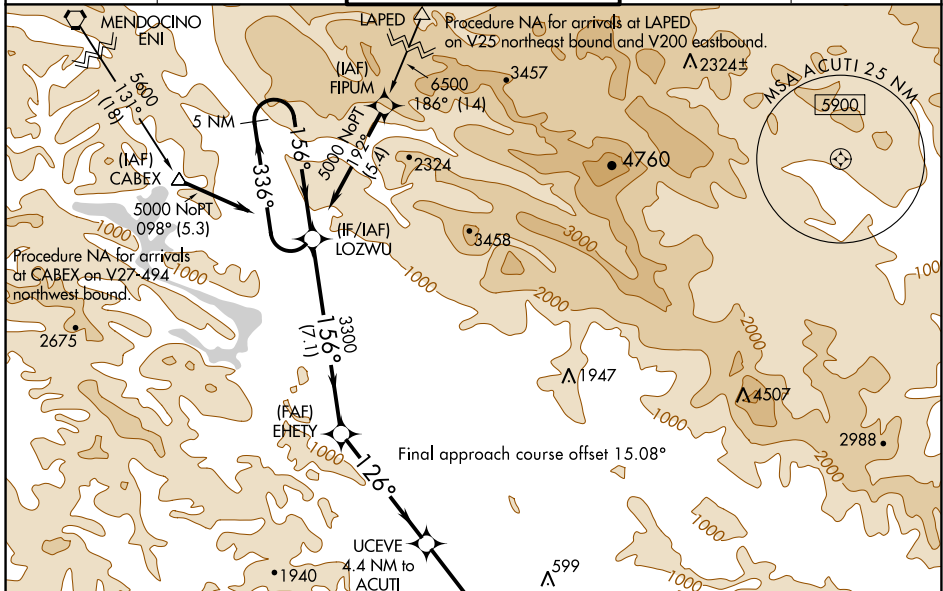 MENDOCINO
ENI
LAPED
Procedure NA for arrivals at LAPED
on V25 northeast bound and V200 eastbound.
2324±
(IAF)
FIPUM
6500
186° (14)
3457
MSA ACUTI 25 NM
5900
5600
131°
(18)
5 NM
156°
336°
5000 NoPT
192°
(5.4)
2324
4760
(IAF)
CABEX
5000 NoPT
098° (5.3)
(IF/IAF)
LOZWU
3458
3000
1000
Procedure NA for arrivals
at CABEX on V27-494
northwest bound.
1000
1000
2000
100
2675
3300
156°
(7.1)
2000
1947
4507
1000
(FAF)
EHETY
1000
Final approach course offset 15.08°
2988
2000
126°
1000
UCEVE
4.4 NM to
ACUTI
1940
599
1000